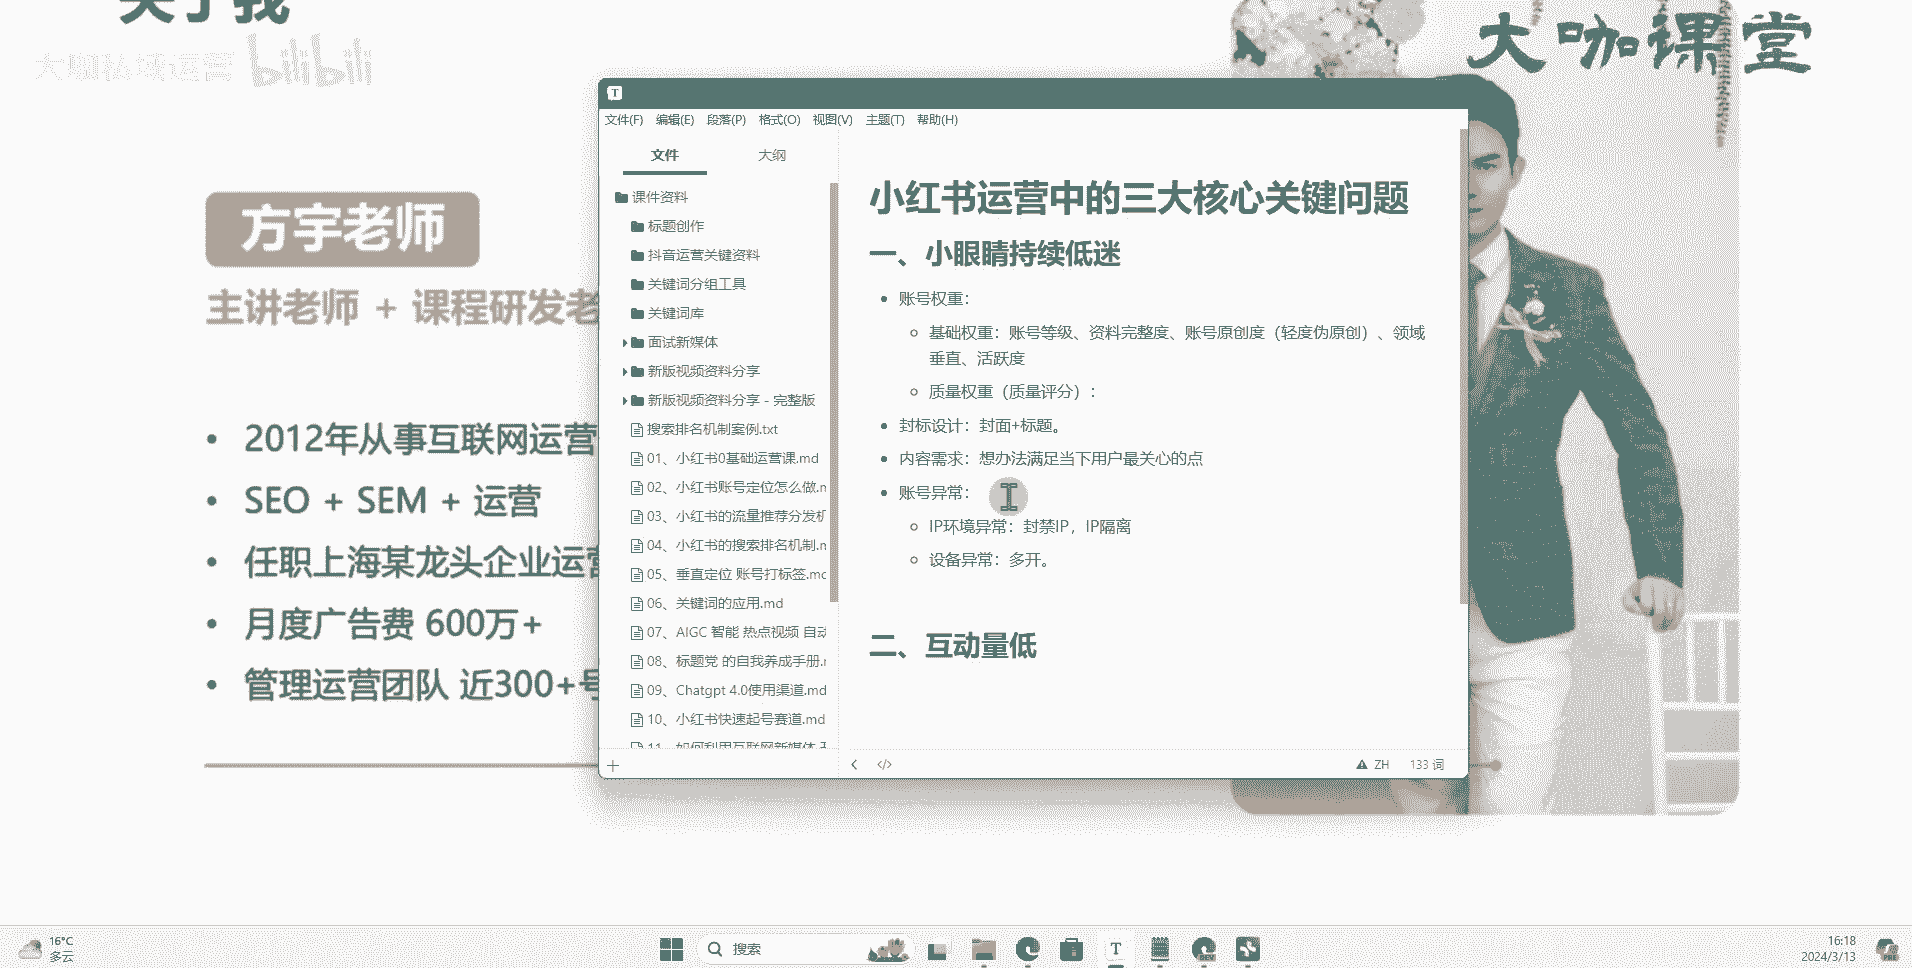 关于我
大咖私域运营 bilibili
大咖课堂
方宇老师
主讲老师 + 课程研发老
2012年从事互联网运营
SEO + SEM + 运营
任职上海某龙头企业运营
月度广告费 600万+
管理运营团队 近300+号
T
文件(F) 编辑(E) 段落(P) 格式(O) 视图(V) 主题(T) 帮助(H)
文件 大纲
课件资料
标题创作
抖音运营关键资料
关键词分组工具
关键词库
面试新媒体
新版视频资料分享
新版视频资料分享 - 完整版
搜索排名机制案例.txt
01、小红书0基础运营课.md
02、小红书账号定位怎么做.m
03、小红书的流量推荐分发机
04、小红书的搜索排名机制.m
05、垂直定位 账号打标签.mc
06、关键词的应用.md
07、AIGC 智能 热点视频 自动
08、标题党 的自我养成手册.r
09、Chatgpt 4.0使用渠道.md
10、小红书快速起号赛道.md
11、如何利用互联网新媒体
小红书运营中的三大核心关键问题
一、小眼睛持续低迷
账号权重：
基础权重：账号等级、资料完整度、账号原创度（轻度伪原创）、领域
垂直、活跃度
质量权重（质量评分）：
封标设计：封面+标题。
内容需求：想办法满足当下用户最关心的点
账号异常：
IP环境异常：封禁IP，IP隔离
设备异常：多开。
二、互动量低
ZH 133 词
16°C
多云
搜索
T
DEV
16:18
2024/3/13
PRE